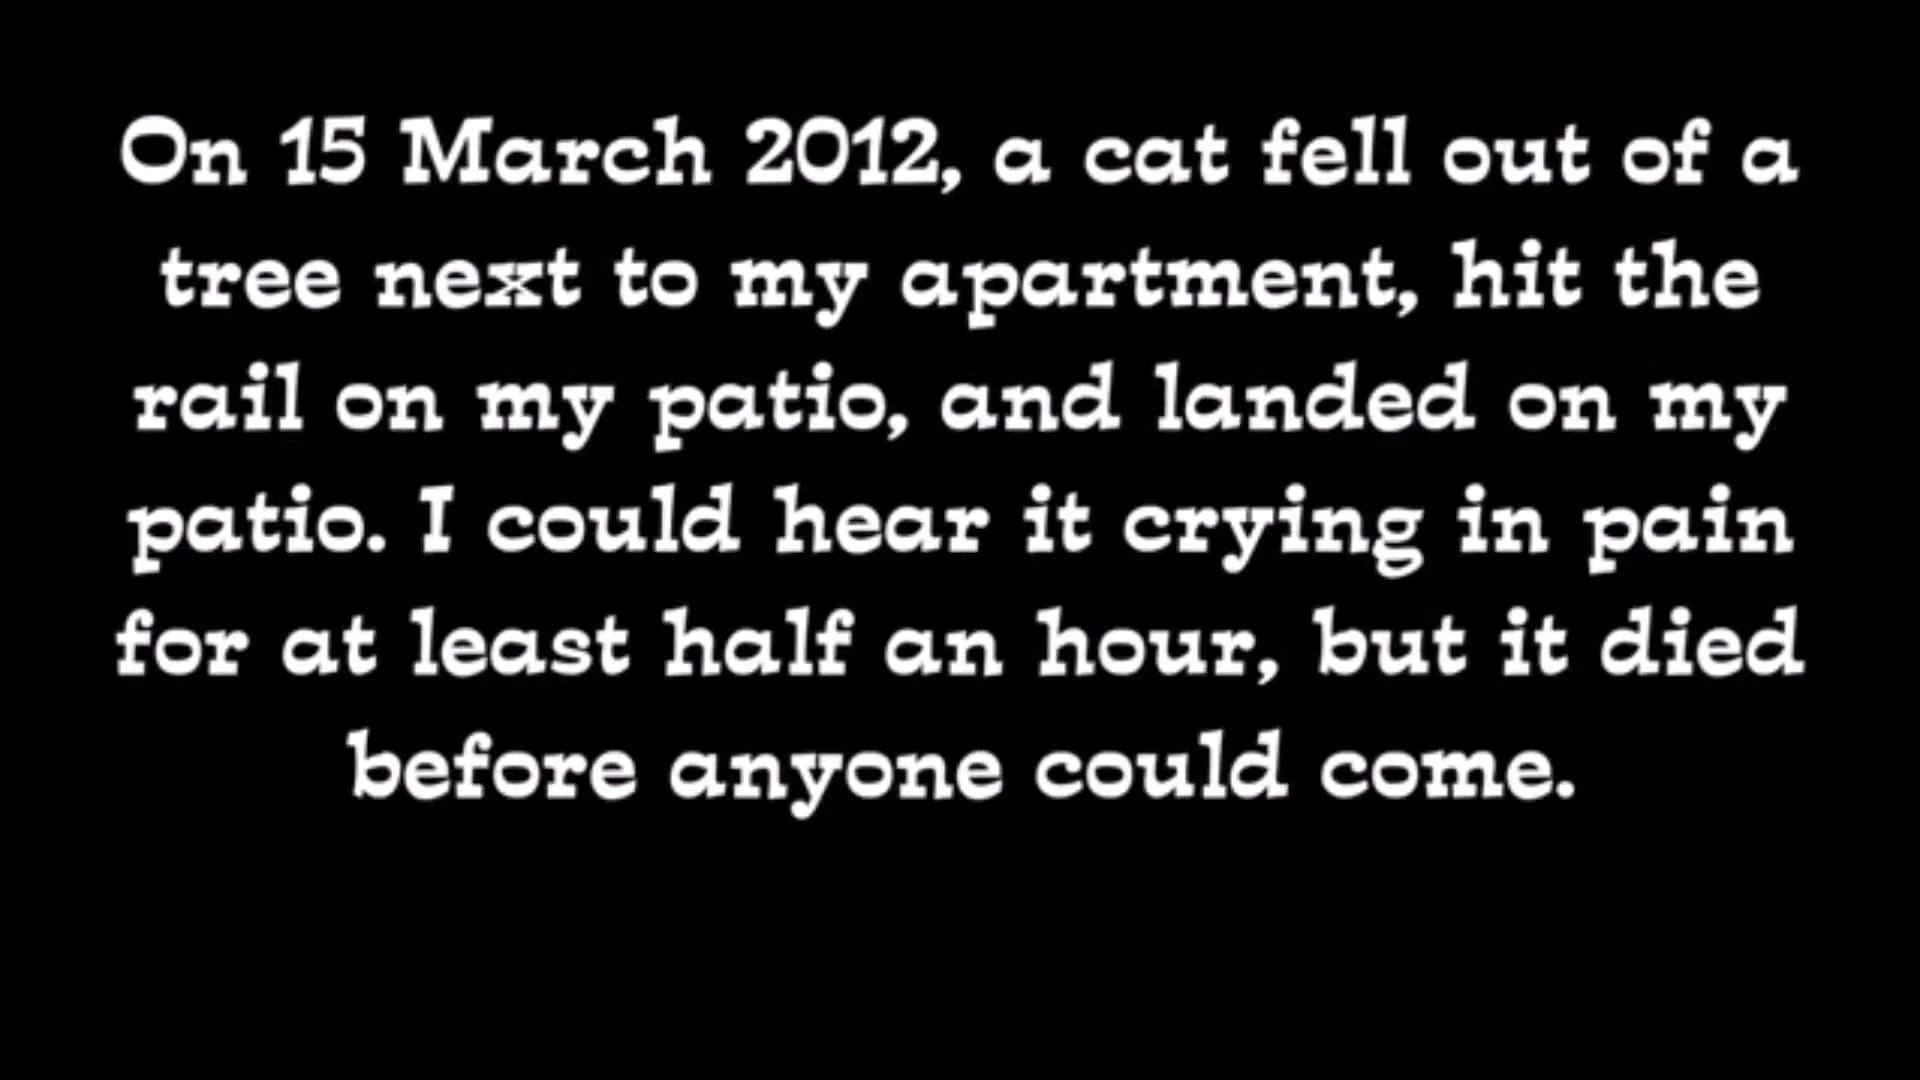 On 15 March 2012, a cat fell out of a
tree next to my apartment, hit the
rail on my patio, and landed on my
patio. I could hear it crying in pain
for at least half an hour, but it died
before anyone could come.